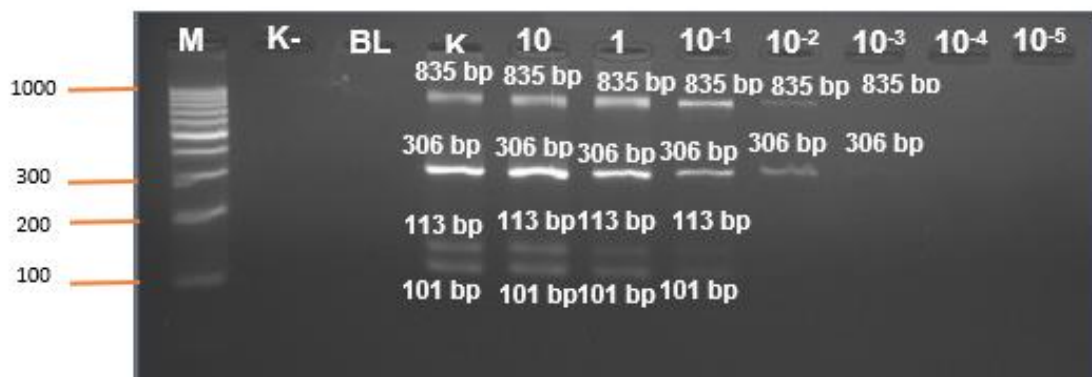 M K- BL K 10 1 10⁻¹ 10⁻² 10⁻³ 10⁻⁴ 10⁻⁵
835 bp 835 bp 835 bp 835 bp 835 bp 835 bp
1000
306 bp 306 bp 306 bp 306 bp 306 bp 306 bp
300
113 bp 113 bp 113 bp 113 bp
200
100
101 bp 101 bp 101 bp 101 bp